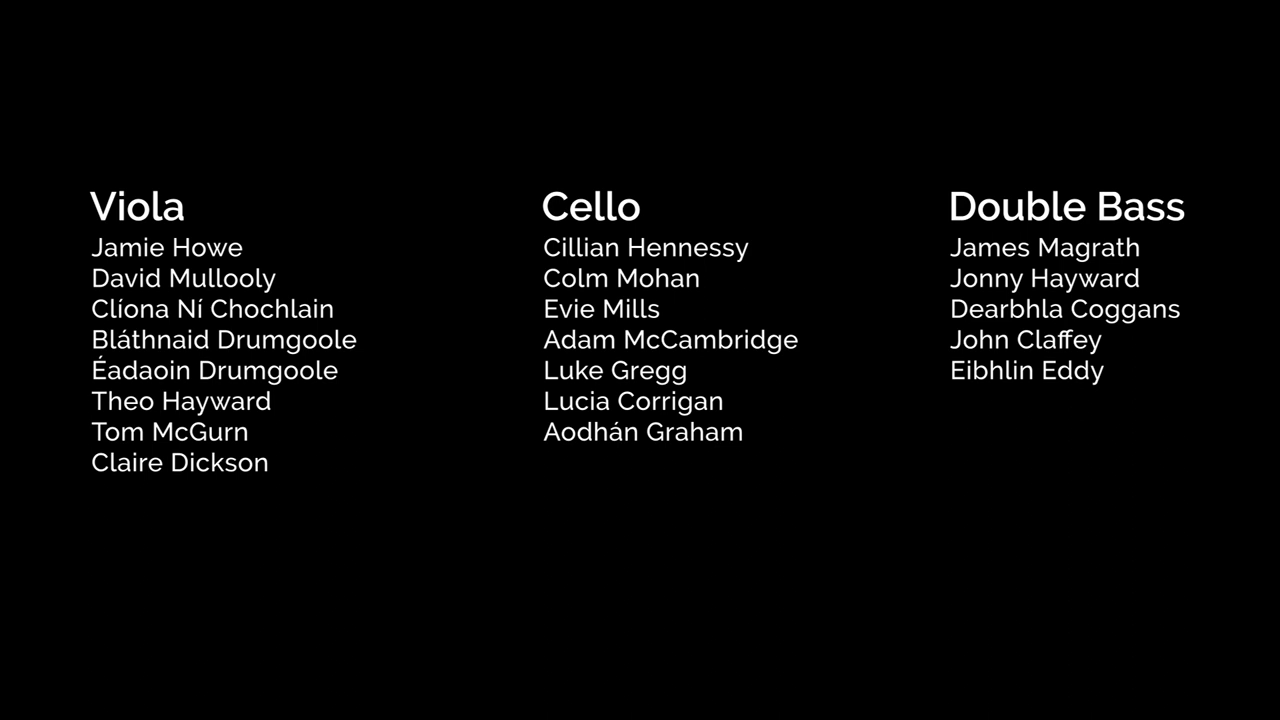 Viola
Jamie Howe
David Mullooly
Clíona Ní Chochlain
Bláthnaid Drumgoole
Éadaoin Drumgoole
Theo Hayward
Tom McGurn
Claire Dickson
Cello
Cillian Hennessy
Colm Mohan
Evie Mills
Adam McCambridge
Luke Gregg
Lucia Corrigan
Aodhán Graham
Double Bass
James Magrath
Jonny Hayward
Dearbhla Coggans
John Claffey
Eibhlin Eddy